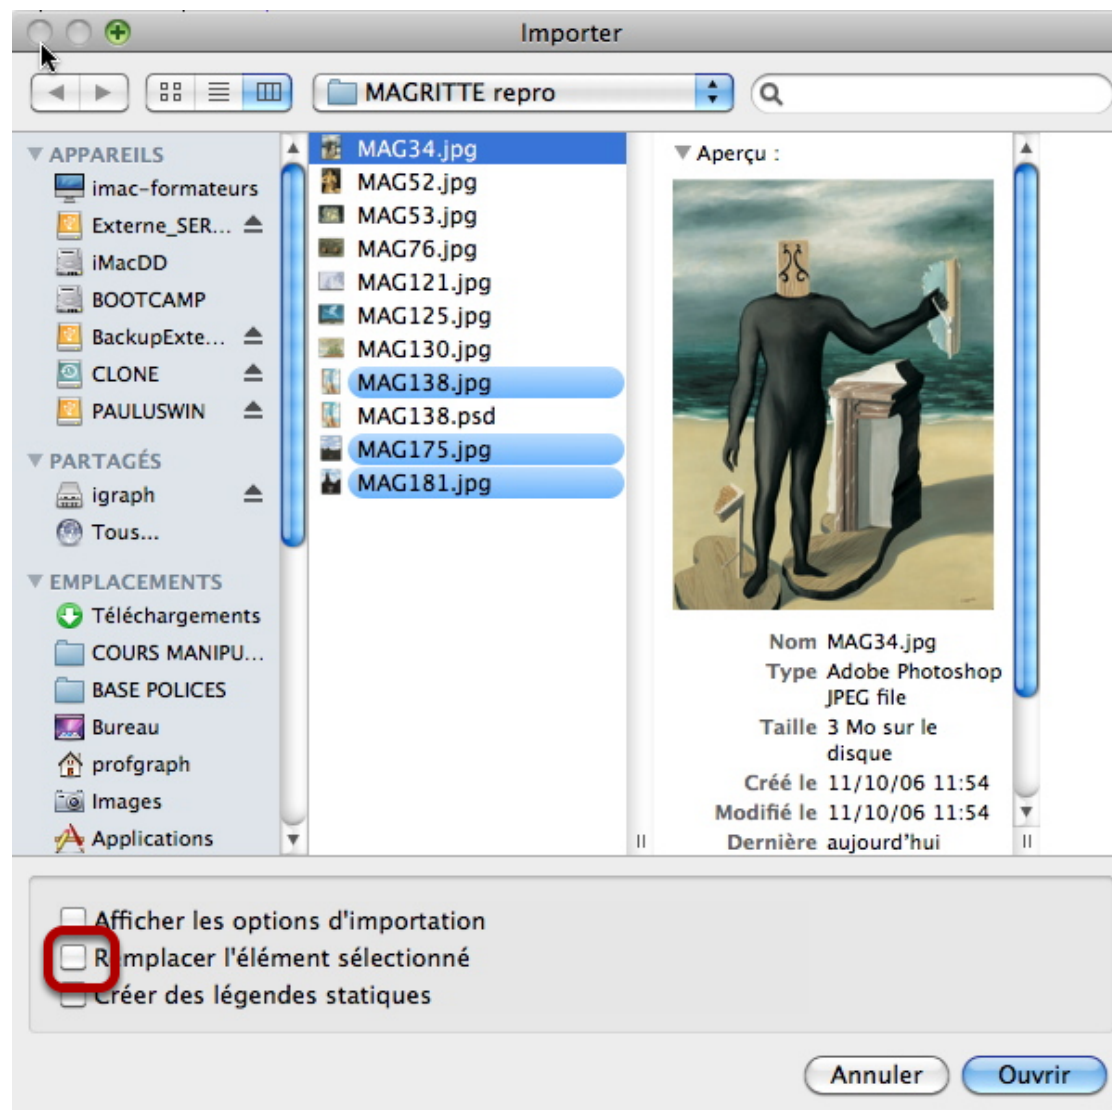 Importer
MAGRITTE repro
APPAREILS
imac-formateurs
Externe_SER...
iMacDD
BOOTCAMP
BackupExte...
CLONE
PAULUSWIN
PARTAGÉS
igraph
Tous...
EMPLACEMENTS
Téléchargements
COURS MANIPU...
BASE POLICES
Bureau
profgraph
Images
Applications
MAG34.jpg
MAG52.jpg
MAG53.jpg
MAG76.jpg
MAG121.jpg
MAG125.jpg
MAG130.jpg
MAG138.jpg
MAG138.psd
MAG175.jpg
MAG181.jpg
Aperçu :
Nom MAG34.jpg
Type Adobe Photoshop
JPEG file
Taille 3 Mo sur le
disque
Créé le 11/10/06 11:54
Modifié le 11/10/06 11:54
Dernière aujourd'hui
Afficher les options d'importation
Remplacer l'élément sélectionné
Créer des légendes statiques
Annuler
Ouvrir